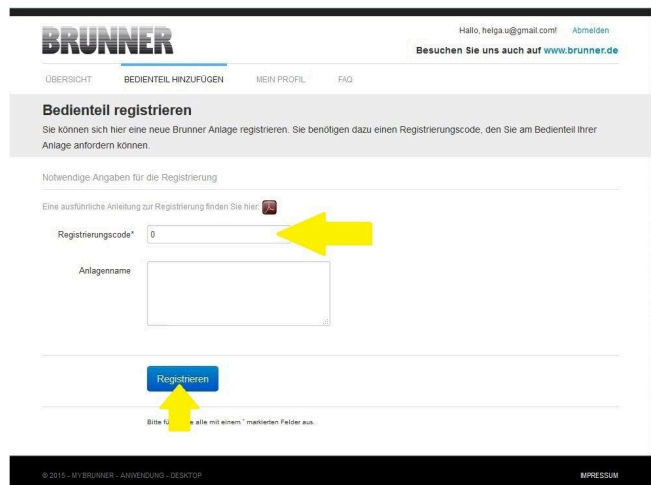 BRUNNER
Hallo, helga.u@gmail.com! Abmelden
Besuchen Sie uns auch auf www.brunner.de
ÜBERSICHT BEDIENTEIL HINZUFÜGEN MEIN PROFIL FAQ
Bedienteil registrieren
Sie können sich hier eine neue Brunner Anlage registrieren. Sie benötigen dazu einen Registrierungscode, den Sie am Bedienteil Ihrer
Anlage anfordern können.
Notwendige Angaben für die Registrierung
Eine ausführliche Anleitung zur Registrierung finden Sie hier:
Registrierungscode* 0
Anlagenname
Registrieren
Bitte alle mit einem * markierten Felder aus.
© 2015 - MYBRUNNER - ANWENDUNG - DESKTOP
IMPRESSUM